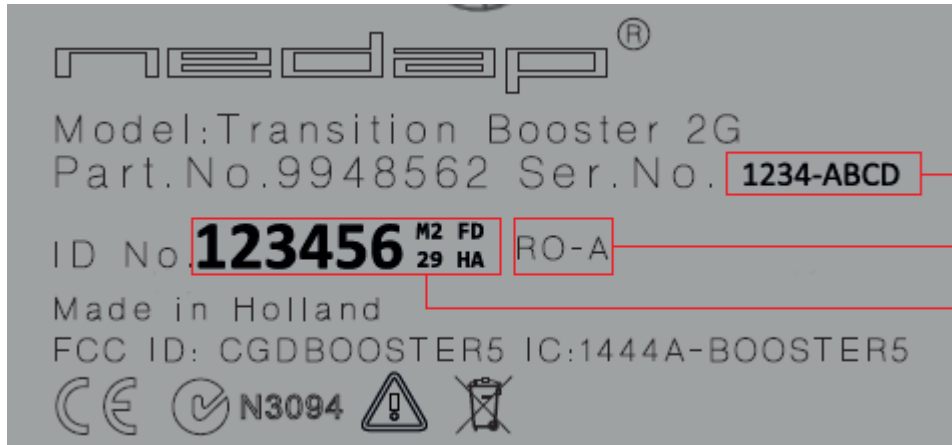 nedap®
Model:Transition Booster 2G
Part.No.9948562 Ser.No. 1234-ABCD
ID No.123456 M2 FD 29 HA RO-A
Made in Holland
FCC ID: CGDBOOSTER5 IC:1444A-BOOSTER5
CE N3094